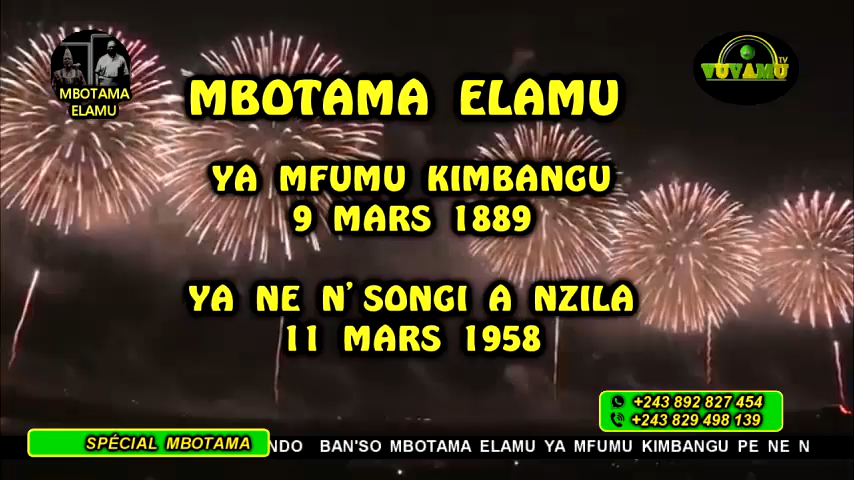 MBOTAMA
ELAMU
VUVAMU TV
MBOTAMA ELAMU
YA MFUMU KIMBANGU
9 MARS 1889
YA NE N'SONGI A NZILA
11 MARS 1958
+243 892 827 454
+243 829 498 139
SPÉCIAL MBOTAMA
NDO BAN'SO MBOTAMA ELAMU YA MFUMU KIMBANGU PE NE N